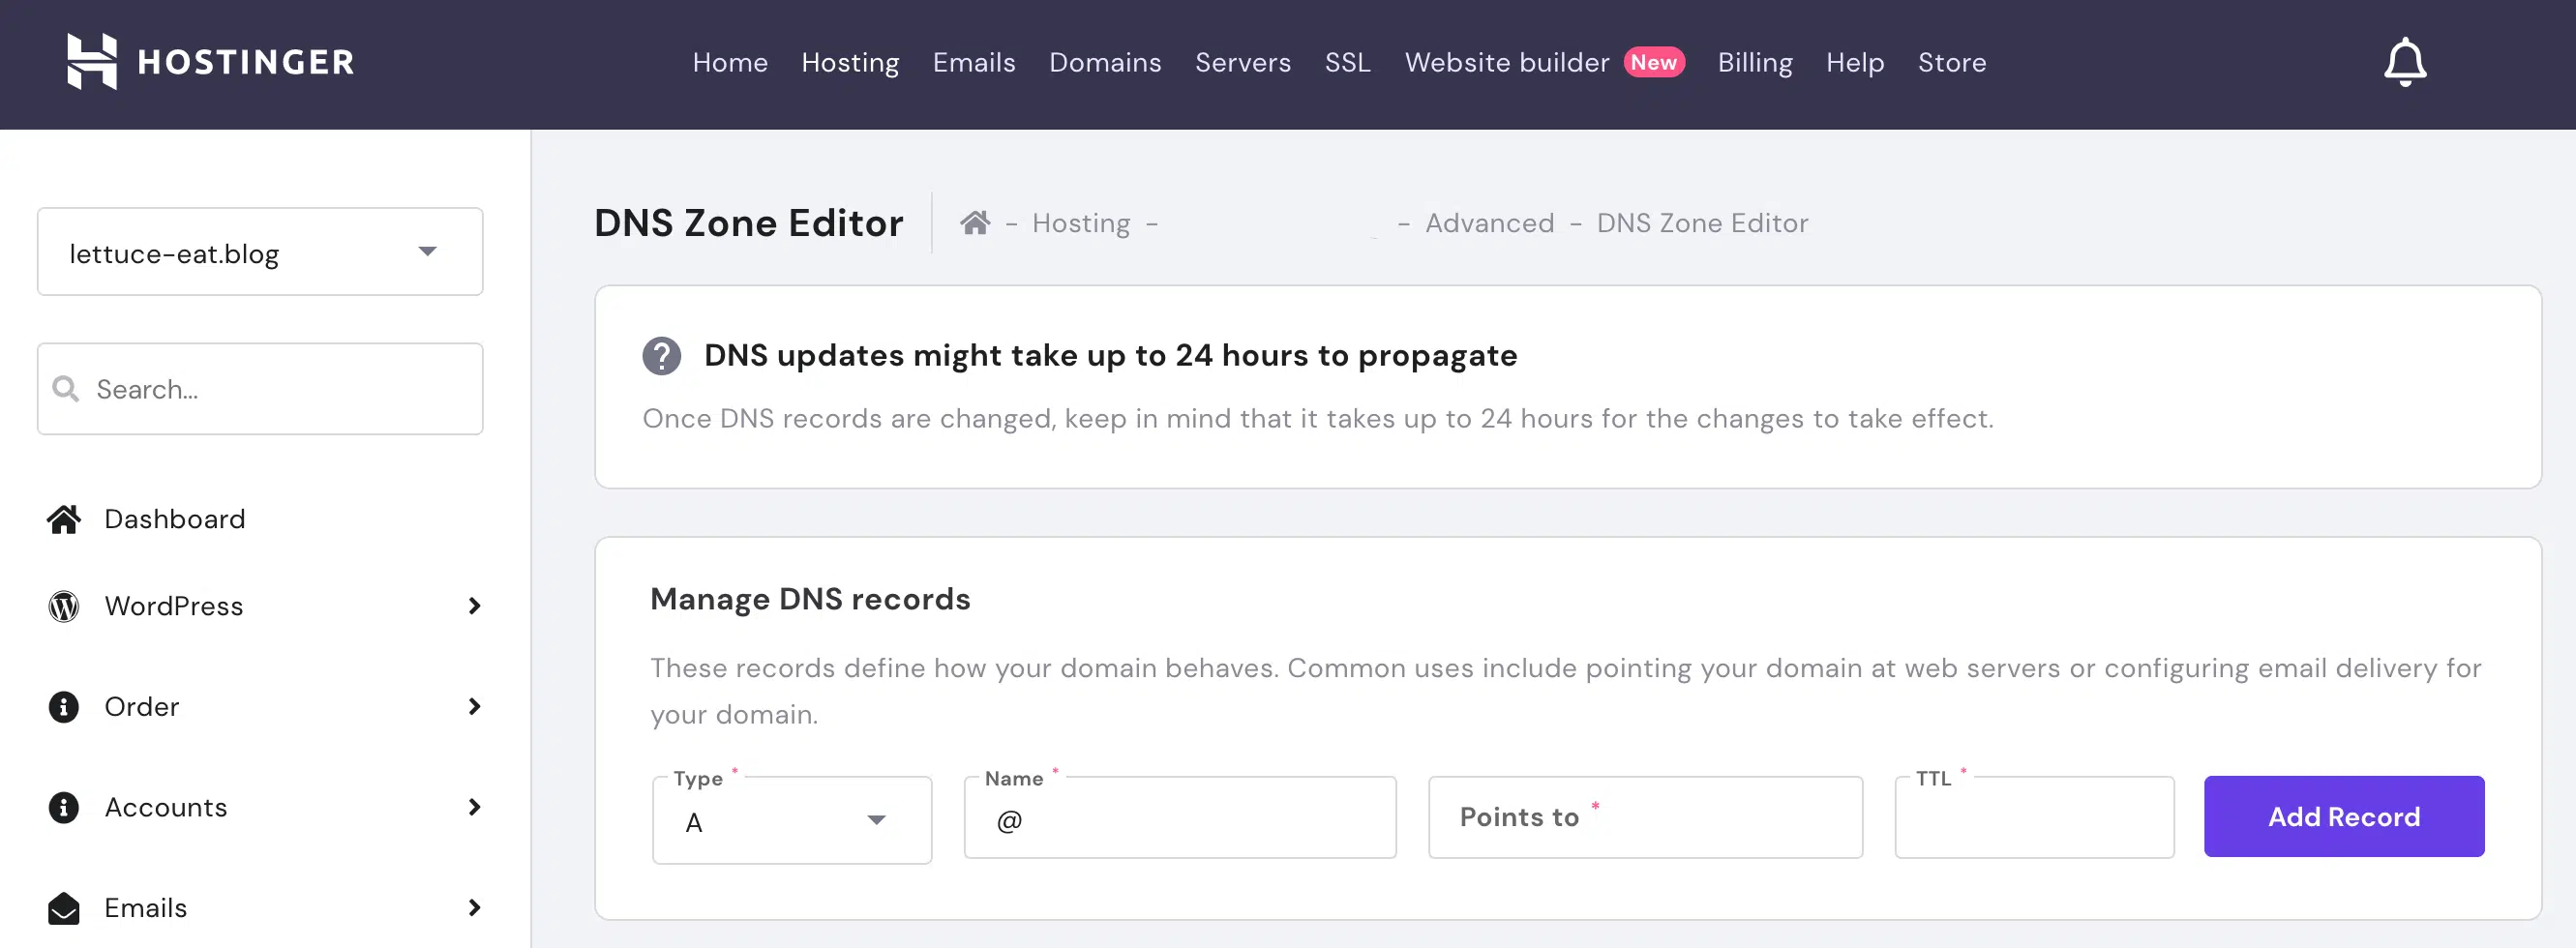 HOSTINGER
Home Hosting Emails Domains Servers SSL Website builder New Billing Help Store
lettuce-eat.blog
Search...
Dashboard
WordPress
Order
Accounts
Emails
DNS Zone Editor
- Hosting - - Advanced - DNS Zone Editor
DNS updates might take up to 24 hours to propagate
Once DNS records are changed, keep in mind that it takes up to 24 hours for the changes to take effect.
Manage DNS records
These records define how your domain behaves. Common uses include pointing your domain at web servers or configuring email delivery for
your domain.
Type * Name * TTL *
A @ Points to * Add Record